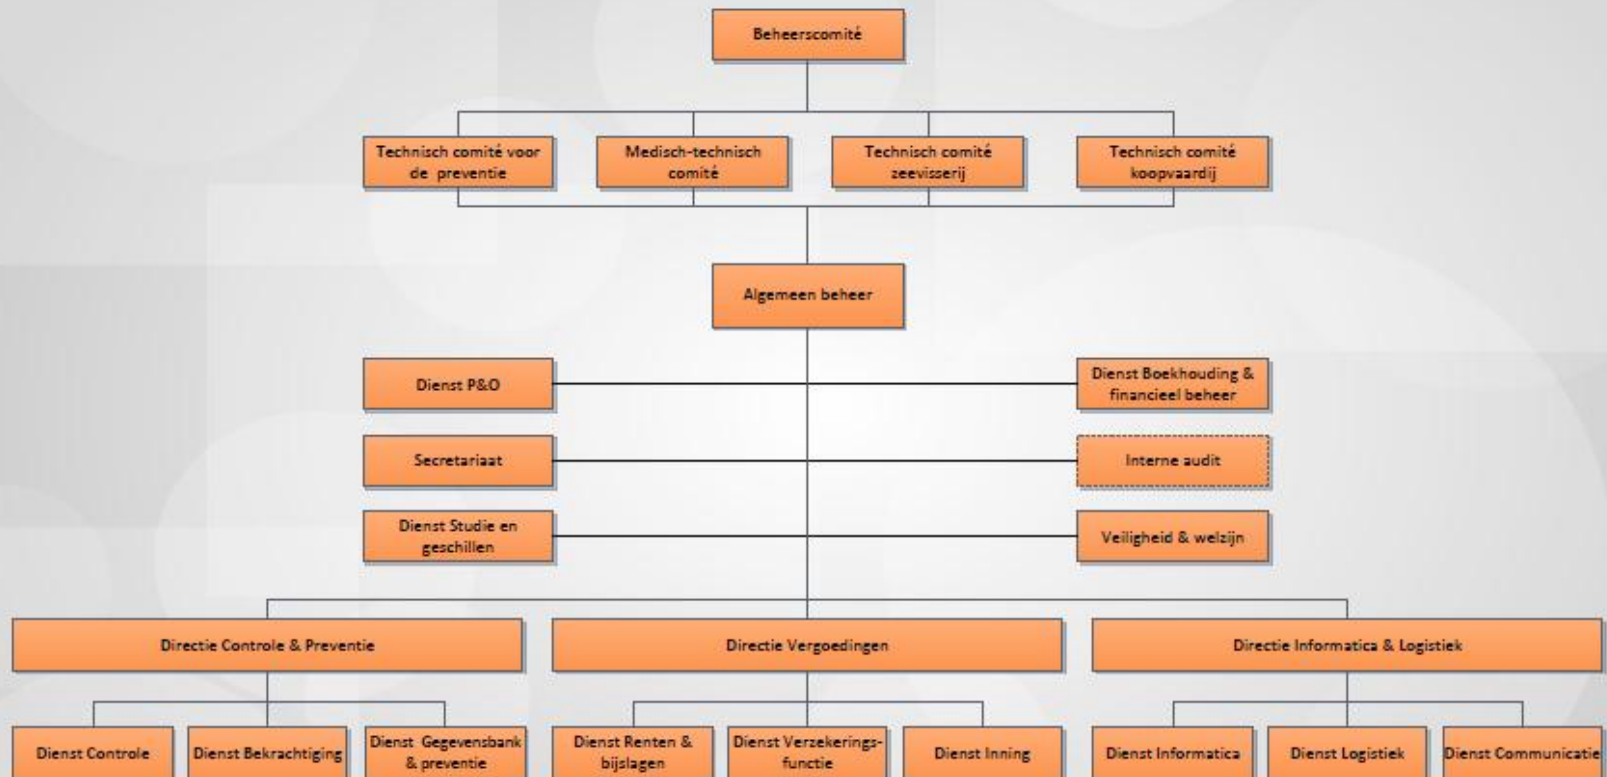 Beheerscomité
Technisch comité voor
de preventie
Medisch-technisch
comité
Technisch comité
zeevisserij
Technisch comité
koopvaardij
Algemeen beheer
Dienst P&O
Dienst Boekhouding &
financieel beheer
Secretariaat
Interne audit
Dienst Studie en
geschillen
Veiligheid & welzijn
Directie Controle & Preventie
Directie Vergoedingen
Directie Informatica & Logistiek
Dienst Controle
Dienst Bekrachtiging
Dienst Gegevensbank
& preventie
Dienst Renten &
bijslagen
Dienst Verzekerings-
functie
Dienst Inning
Dienst Informatica
Dienst Logistiek
Dienst Communicatie